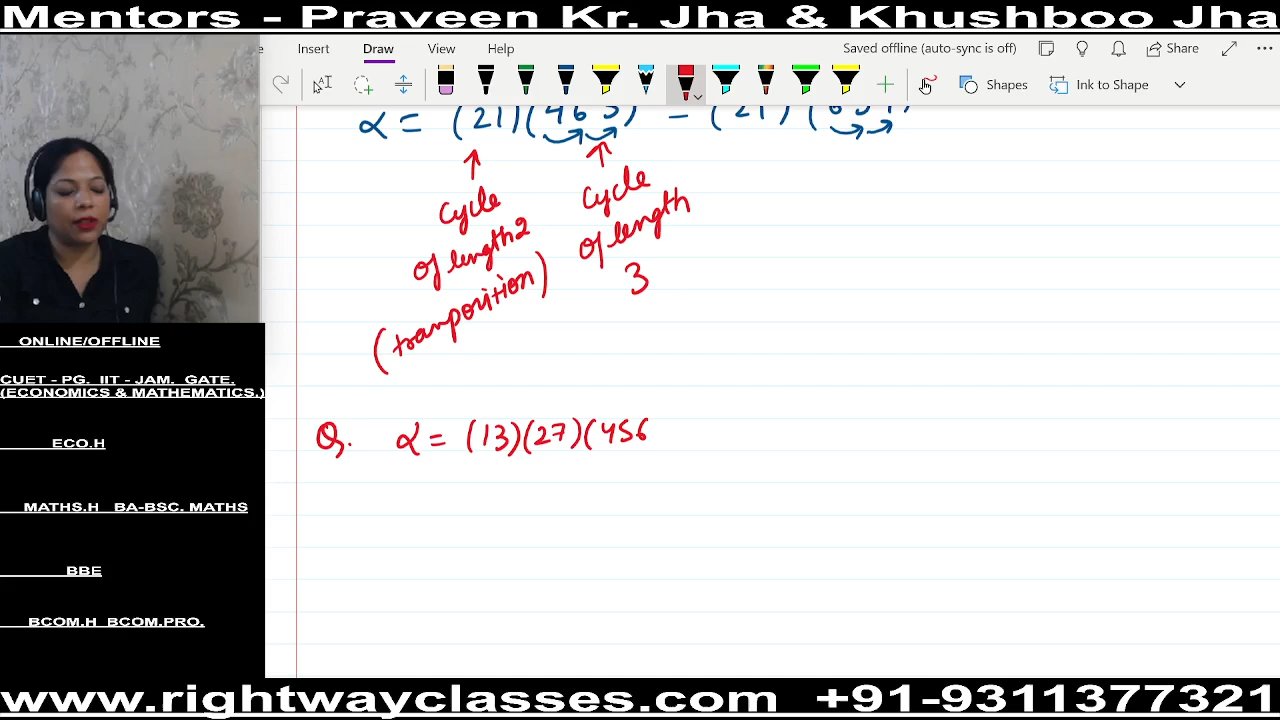 Mentors - Praveen Kr. Jha & Khushboo Jha
Insert Draw View Help Saved offline (auto-sync is off) Share
Shapes Ink to Shape
α = (21)(463) = (21)
cycle of length 2 (tranposition)
cycle of length 3
Q. α = (13)(27)(456
ONLINE/OFFLINE
CUET - PG. IIT - JAM. GATE.
(ECONOMICS & MATHEMATICS.)
ECO.H
MATHS.H BA-BSC. MATHS
BBE
BCOM.H BCOM.PRO.
www.rightwayclasses.com +91-9311377321